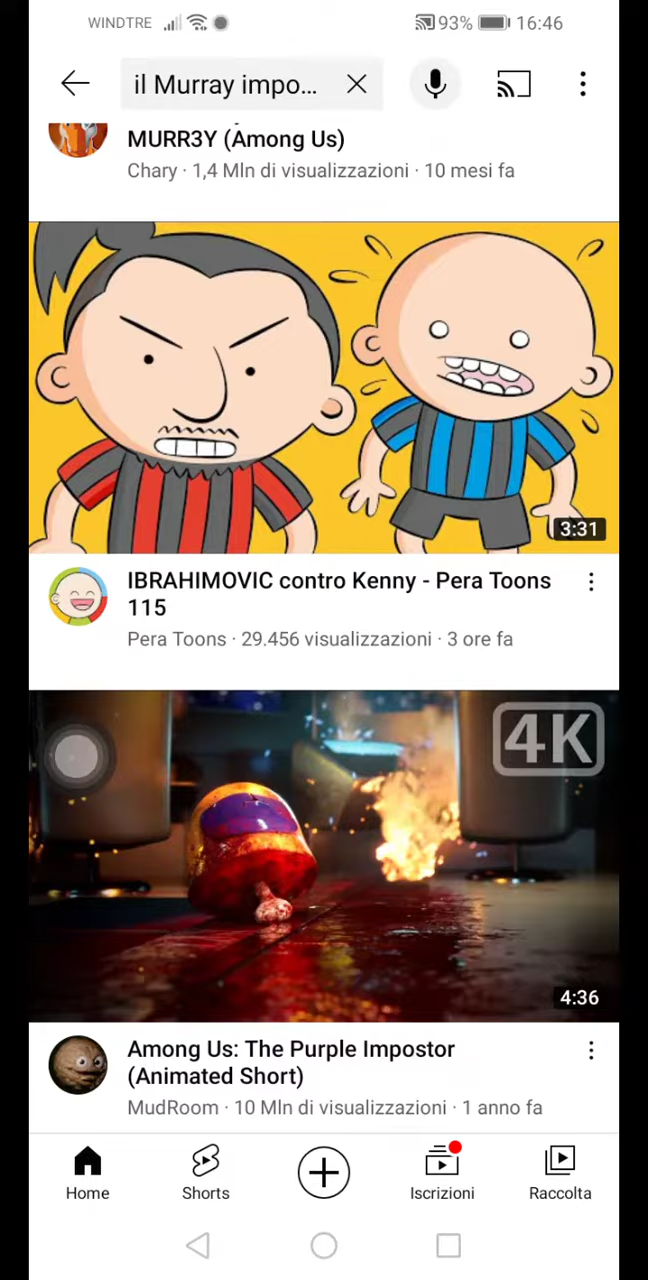 WINDTRE
93%
16:46
il Murray impo...
MURR3Y (Among Us)
Chary · 1,4 Mln di visualizzazioni · 10 mesi fa
3:31
IBRAHIMOVIC contro Kenny - Pera Toons
115
Pera Toons · 29.456 visualizzazioni · 3 ore fa
4K
4:36
Among Us: The Purple Impostor
(Animated Short)
MudRoom · 10 Mln di visualizzazioni · 1 anno fa
Home
Shorts
Iscrizioni
Raccolta